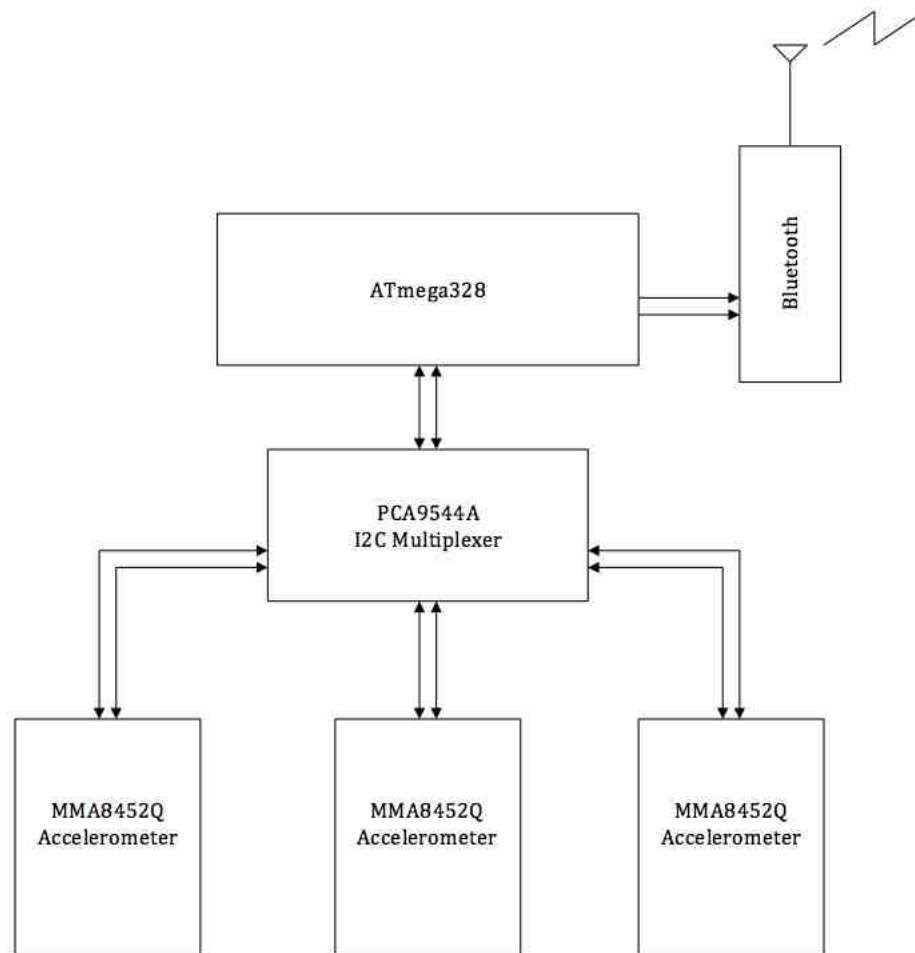 Bluetooth
ATmega328
PCA9544A
I2C Multiplexer
MMA8452Q
Accelerometer
MMA8452Q
Accelerometer
MMA8452Q
Accelerometer